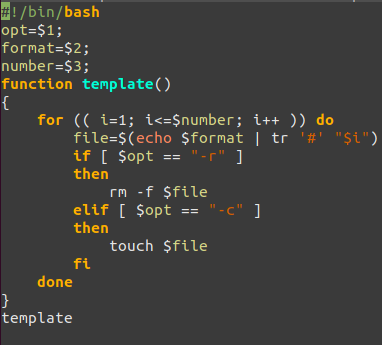 #!/bin/bash
opt=$1;
format=$2;
number=$3;
function template()
{
    for (( i=1; i<=$number; i++ )) do
        file=$(echo $format | tr '#' "$i")
        if [ $opt == "-r" ]
        then
            rm -f $file
        elif [ $opt == "-c" ]
        then
            touch $file
        fi
    done
}
template